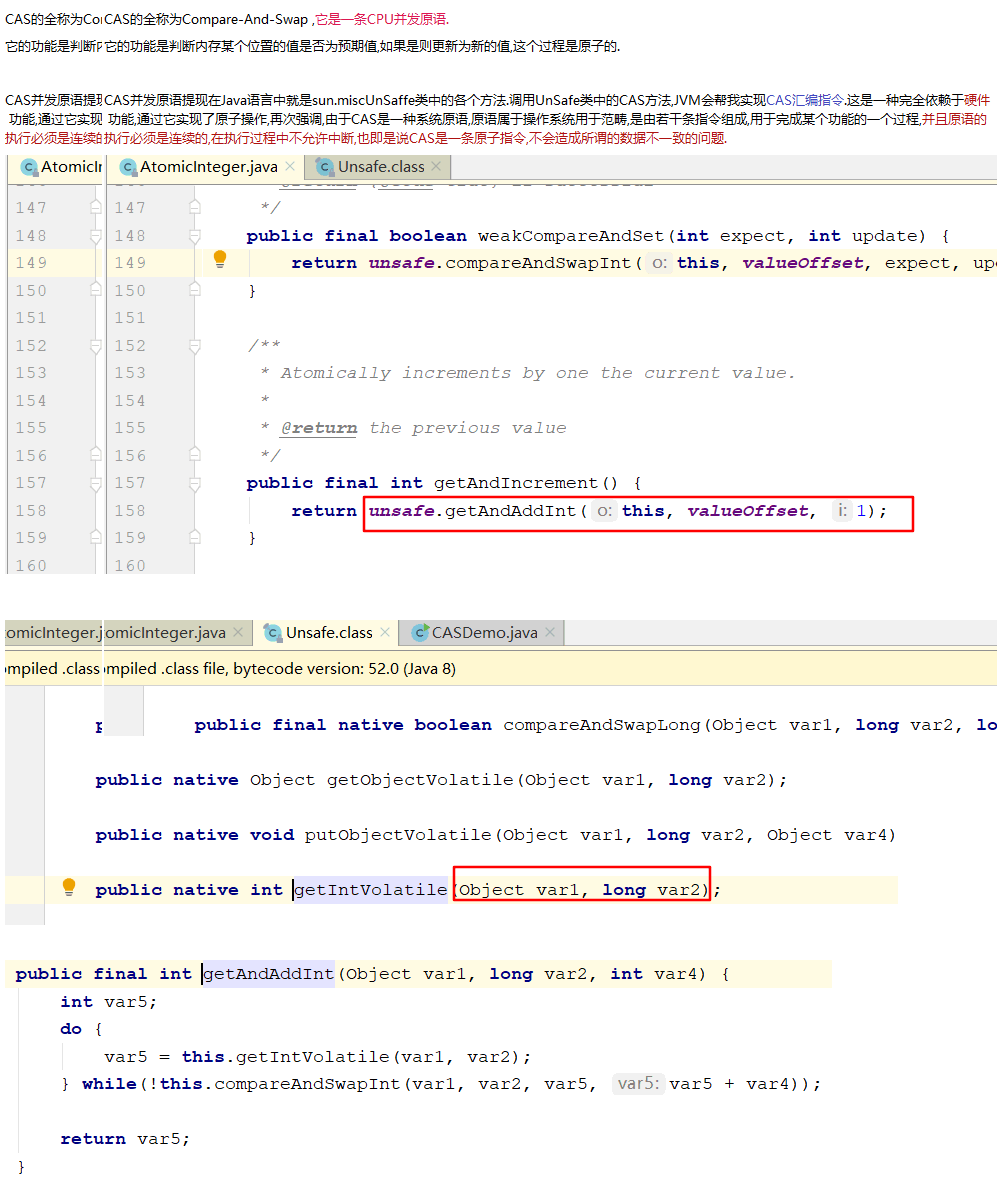 CAS的全称为CorCAS的全称为Compare-And-Swap ,它是一条CPU并发原语.
它的功能是判断内它的功能是判断内存某个位置的值是否为预期值,如果是则更新为新的值,这个过程是原子的.
CAS并发原语提现CAS并发原语提现在Java语言中就是sun.miscUnSaffe类中的各个方法.调用UnSafe类中的CAS方法,JVM会帮我实现CAS汇编指令.这是一种完全依赖于硬件
功能,通过它实现 功能,通过它实现了原子操作,再次强调,由于CAS是一种系统原语,原语属于操作系统用于范畴,是由若干条指令组成,用于完成某个功能的一个过程,并且原语的
执行必须是连续的执行必须是连续的,在执行过程中不允许中断,也即是说CAS是一条原子指令,不会造成所谓的数据不一致的问题.
AtomicIr AtomicInteger.java Unsafe.class
147 147 */
148 148 public final boolean weakCompareAndSet(int expect, int update) {
149 149 return unsafe.compareAndSwapInt( o: this, valueOffset, expect, upd
150 150 }
151 151
152 152 /**
153 153 * Atomically increments by one the current value.
154 154 *
155 155 * @return the previous value
156 156 */
157 157 public final int getAndIncrement() {
158 158 return unsafe.getAndAddInt( o: this, valueOffset, i: 1);
159 159 }
160 160
tomicInteger.j omicInteger.java Unsafe.class CASDemo.java
ompiled .class ompiled .class file, bytecode version: 52.0 (Java 8)
p public final native boolean compareAndSwapLong(Object var1, long var2, lo
public native Object getObjectVolatile(Object var1, long var2);
public native void putObjectVolatile(Object var1, long var2, Object var4)
public native int getIntVolatile(Object var1, long var2);
public final int getAndAddInt(Object var1, long var2, int var4) {
int var5;
do {
var5 = this.getIntVolatile(var1, var2);
} while(!this.compareAndSwapInt(var1, var2, var5, var5: var5 + var4));
return var5;
}